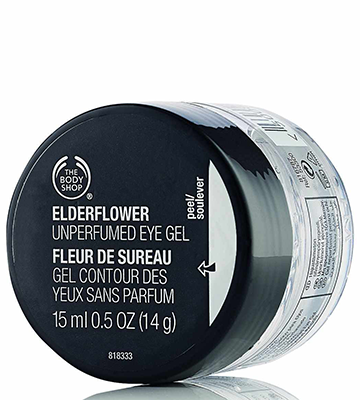 THE
BODY
SHOP
®
ELDERFLOWER
UNPERFUMED EYE GEL
FLEUR DE SUREAU
GEL CONTOUR DES
YEUX SANS PARFUM
15 ml 0.5 OZ (14 g)
818333
peel/
soulever